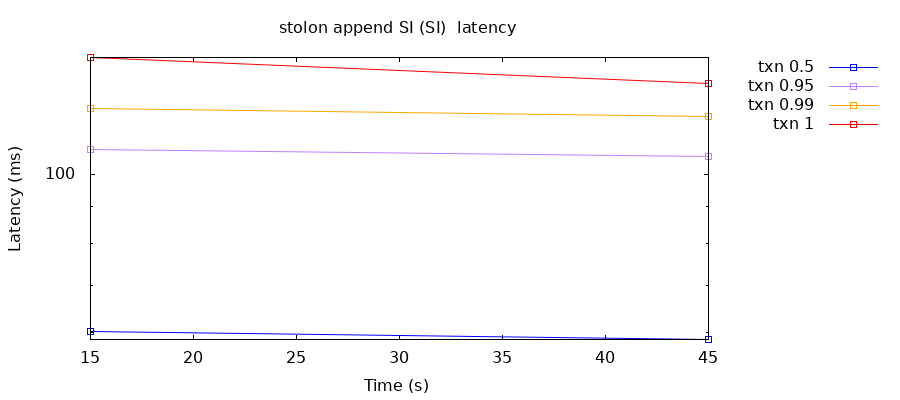 stolon append SI (SI)  latency
txn 0.5
txn 0.95
txn 0.99
txn 1
Latency (ms)
100
15 20 25 30 35 40 45
Time (s)